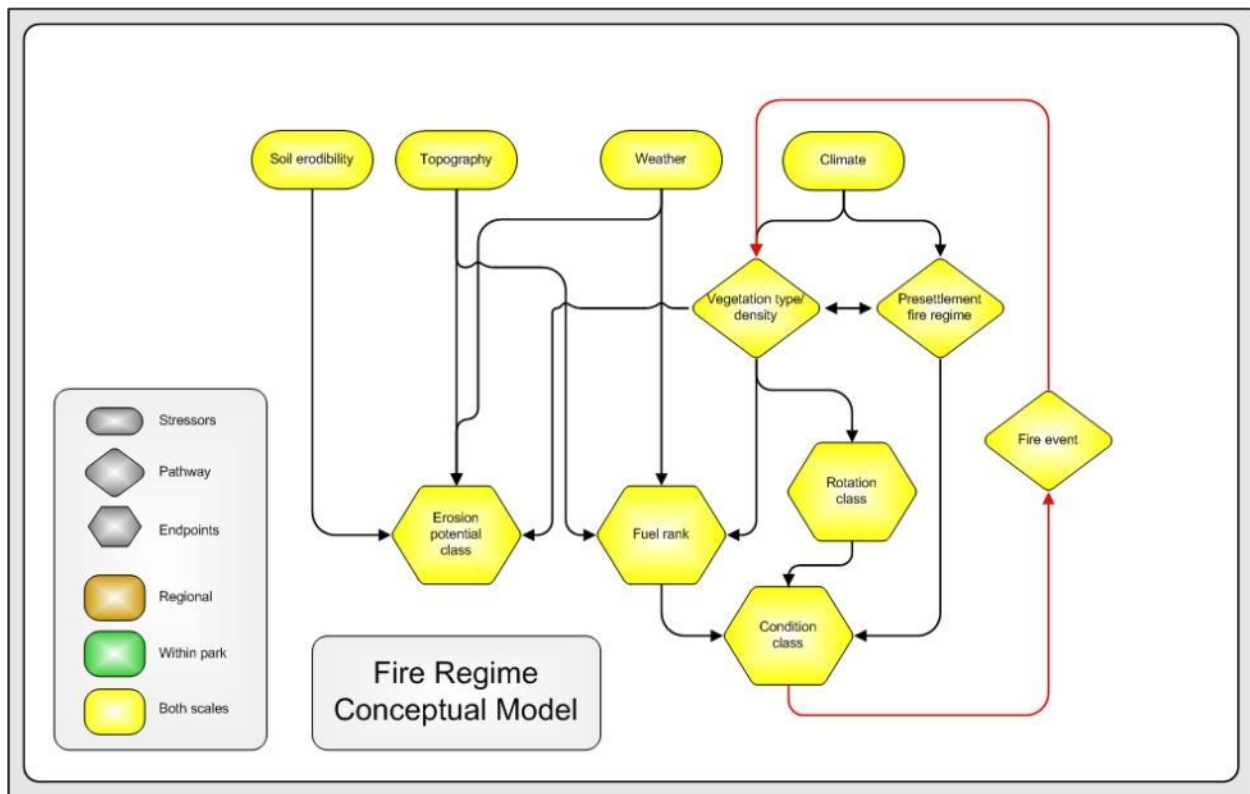 Soil erodibility
Topography
Weather
Climate
Vegetation type/
density
Presettlement
fire regime
Fire event
Rotation
class
Erosion
potential
class
Fuel rank
Condition
class
Stressors
Pathway
Endpoints
Regional
Within park
Both scales
Fire Regime
Conceptual Model